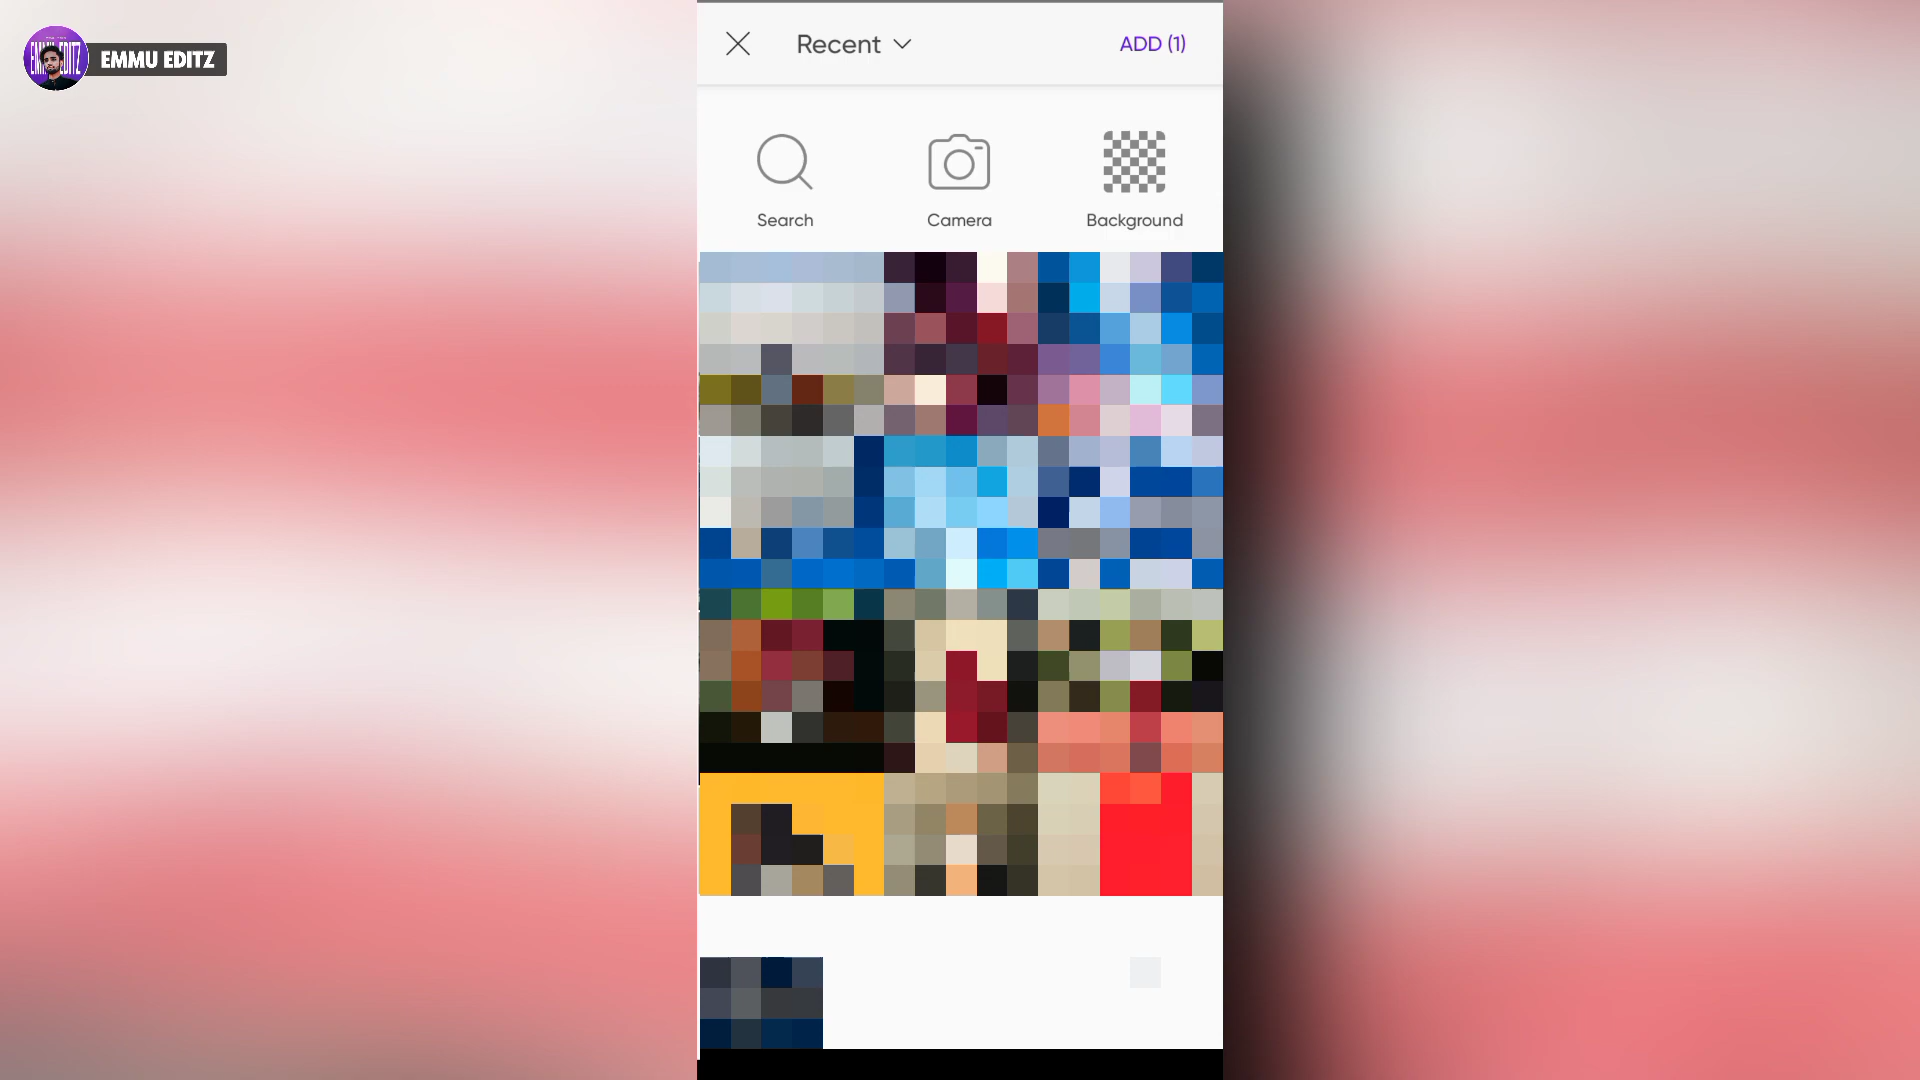 EMMU EDITZ
Recent
ADD (1)
Search
Camera
Background